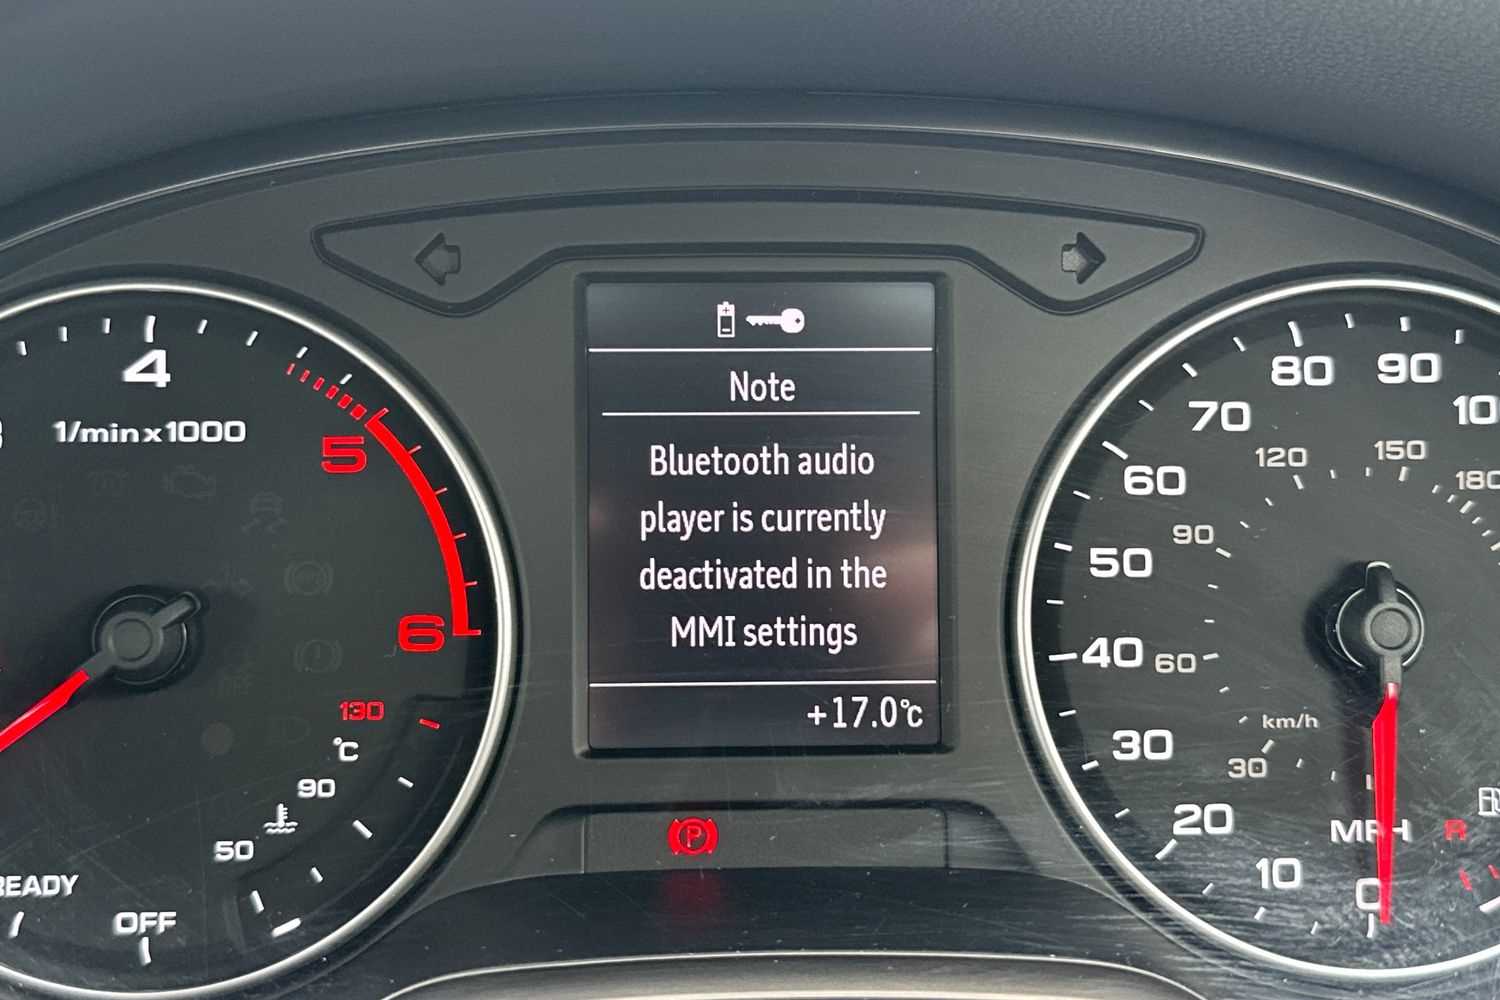 Note
Bluetooth audio
player is currently
deactivated in the
MMI settings
+17.0°C
4
1/min x 1000
5
6
130
°C
90
50
OFF
80
90
70
60
50
40
30
20
10
0
120
150
180
90
60
km/h
30
MPH
R
P